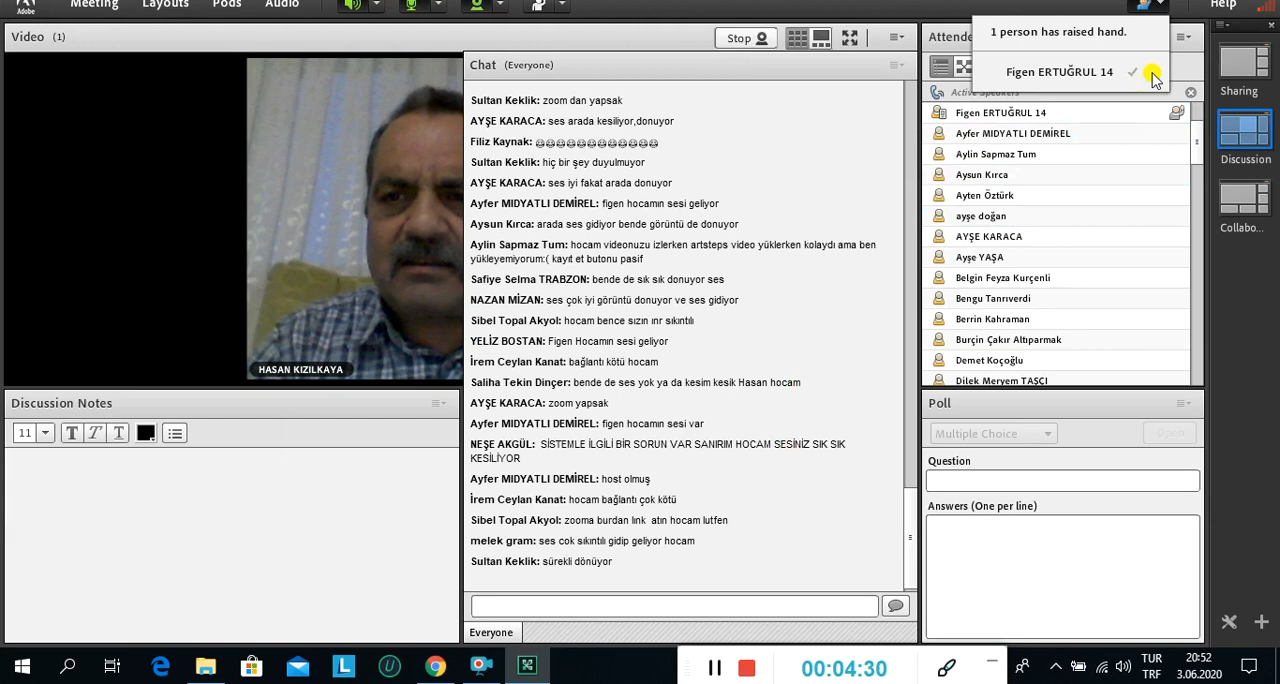 Adobe
Meeting Layouts Pods Audio Help
Video (1)
Stop
HASAN KIZILKAYA
Chat (Everyone)
Sultan Keklik: zoom dan yapsak
AYŞE KARACA: ses arada kesiliyor,donuyor
Filiz Kaynak:
Sultan Keklik: hiç bir şey duyulmuyor
AYŞE KARACA: ses iyi fakat arada donuyor
Ayfer MIDYATLI DEMİREL: figen hocamın sesi geliyor
Aysun Kırca: arada ses gidiyor bende görüntü de donuyor
Aylin Sapmaz Tum: hocam videonuzu izlerken artsteps video yüklerken kolaydı ama ben
yükleyemiyorum:( kayıt et butonu pasif
Safiye Selma TRABZON: bende de sık sık donuyor ses
NAZAN MİZAN: ses çok iyi görüntü donuyor ve ses gidiyor
Sibel Topal Akyol: hocam bence sızın ınr sıkıntılı
YELİZ BOSTAN: Figen Hocamın sesi geliyor
İrem Ceylan Kanat: bağlantı kötü hocam
Saliha Tekin Dinçer: bende de ses yok ya da kesim kesik Hasan hocam
AYŞE KARACA: zoom yapsak
Ayfer MIDYATLI DEMİREL: figen hocamın sesi var
NEŞE AKGÜL: SİSTEMLE İLGİLİ BİR SORUN VAR SANIRIM HOCAM SESİNİZ SIK SIK
KESİLİYOR
Ayfer MIDYATLI DEMİREL: host olmuş
İrem Ceylan Kanat: hocam bağlantı çok kötü
Sibel Topal Akyol: zooma burdan lınk atın hocam lutfen
melek gram: ses cok sıkıntılı gidip geliyor hocam
Sultan Keklik: sürekli dönüyor
Everyone
1 person has raised hand.
Figen ERTUĞRUL 14
Attende
Active Speakers
Figen ERTUĞRUL 14
Ayfer MIDYATLI DEMİREL
Aylin Sapmaz Tum
Aysun Kırca
Ayten Öztürk
ayşe doğan
AYŞE KARACA
Ayşe YAŞA
Belgin Feyza Kurçenli
Bengu Tanrıverdi
Berrin Kahraman
Burçin Çakır Altıparmak
Demet Koçoğlu
Dilek Meryem TAŞÇI
Sharing
Discussion
Collabo...
Discussion Notes
11 T T T
Poll
Multiple Choice Open
Question
Answers (One per line)
00:04:30
TUR 20:52
TRF 3.06.2020